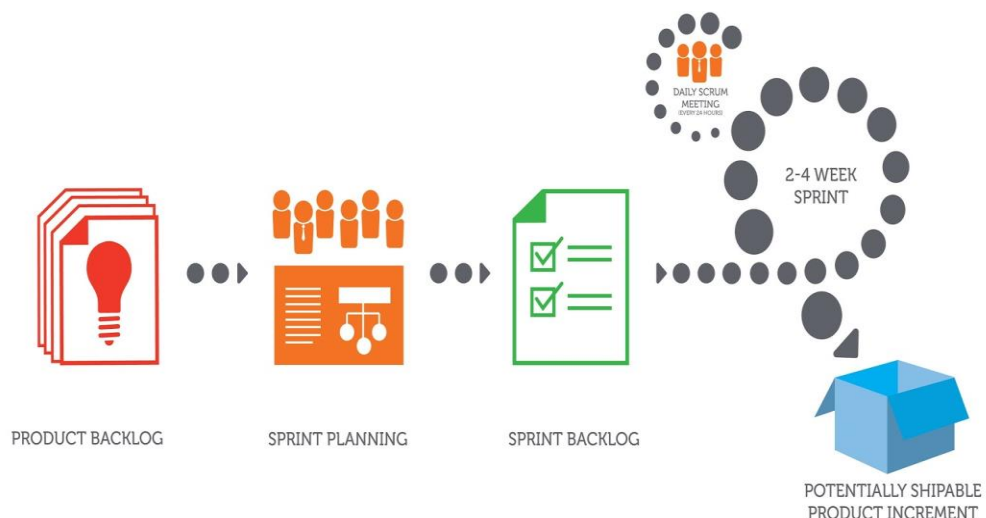 DAILY SCRUM
MEETING
(EVERY 24 HOURS)
2-4 WEEK
SPRINT
PRODUCT BACKLOG
SPRINT PLANNING
SPRINT BACKLOG
POTENTIALLY SHIPABLE
PRODUCT INCREMENT